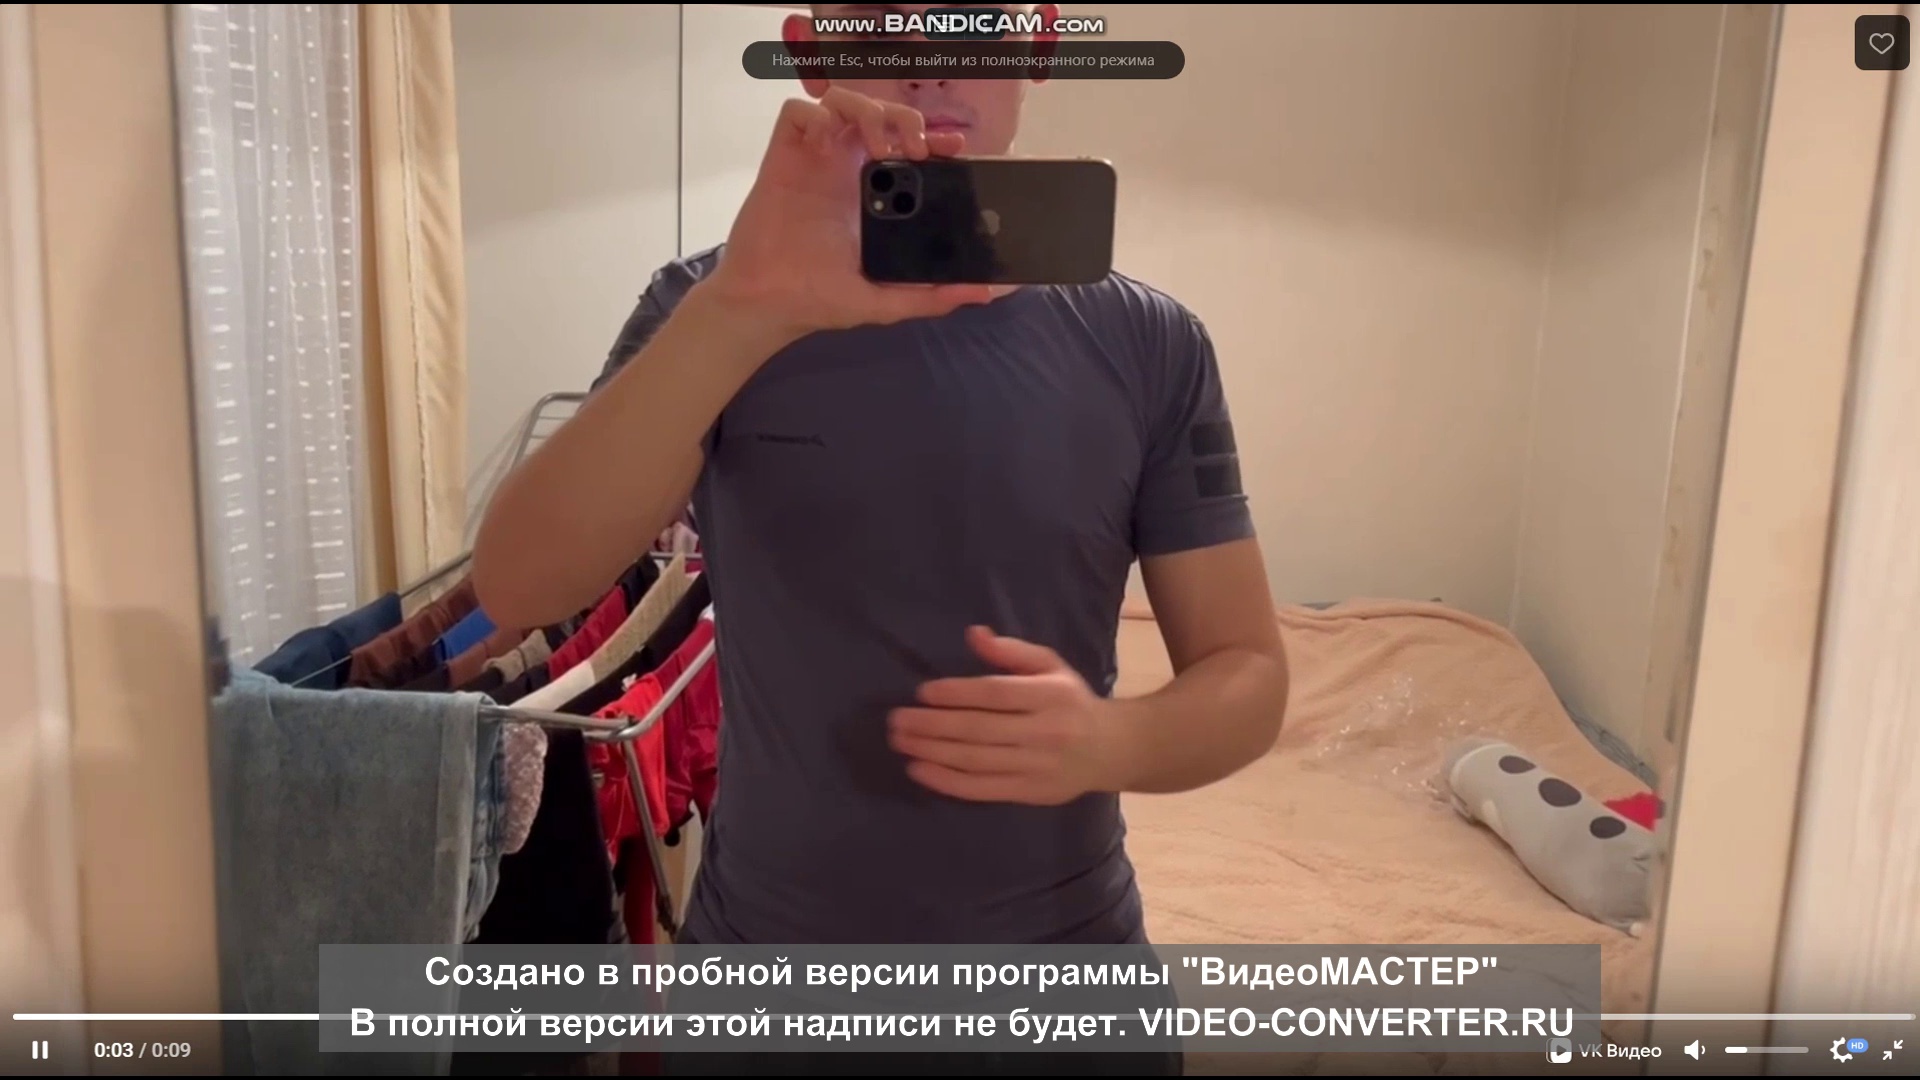 www.BANDICAM.com
Нажмите Esc, чтобы выйти из полноэкранного режима
Создано в пробной версии программы "ВидеоМАСТЕР"
В полной версии этой надписи не будет. VIDEO-CONVERTER.RU
0:03 / 0:09
VK Видео
HD